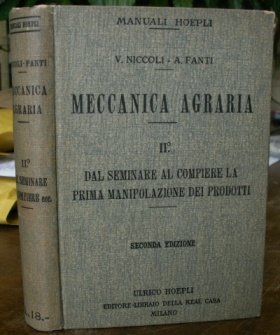 MANUALI HOEPLI
V. NICCOLI - A. FANTI
MECCANICA AGRARIA
II.°
DAL SEMINARE AL COMPIERE LA
PRIMA MANIPOLAZIONE DEI PRODOTTI
SECONDA EDIZIONE
ULRICO HOEPLI
EDITORE-LIBRAIO DELLA REAL CASA
MILANO
MANUALI HOEPLI
NICCOLI-FANTI
MECCANICA
AGRARIA
II.°
DAL SEMINARE
AL COMPIERE ecc.
L. 18.-